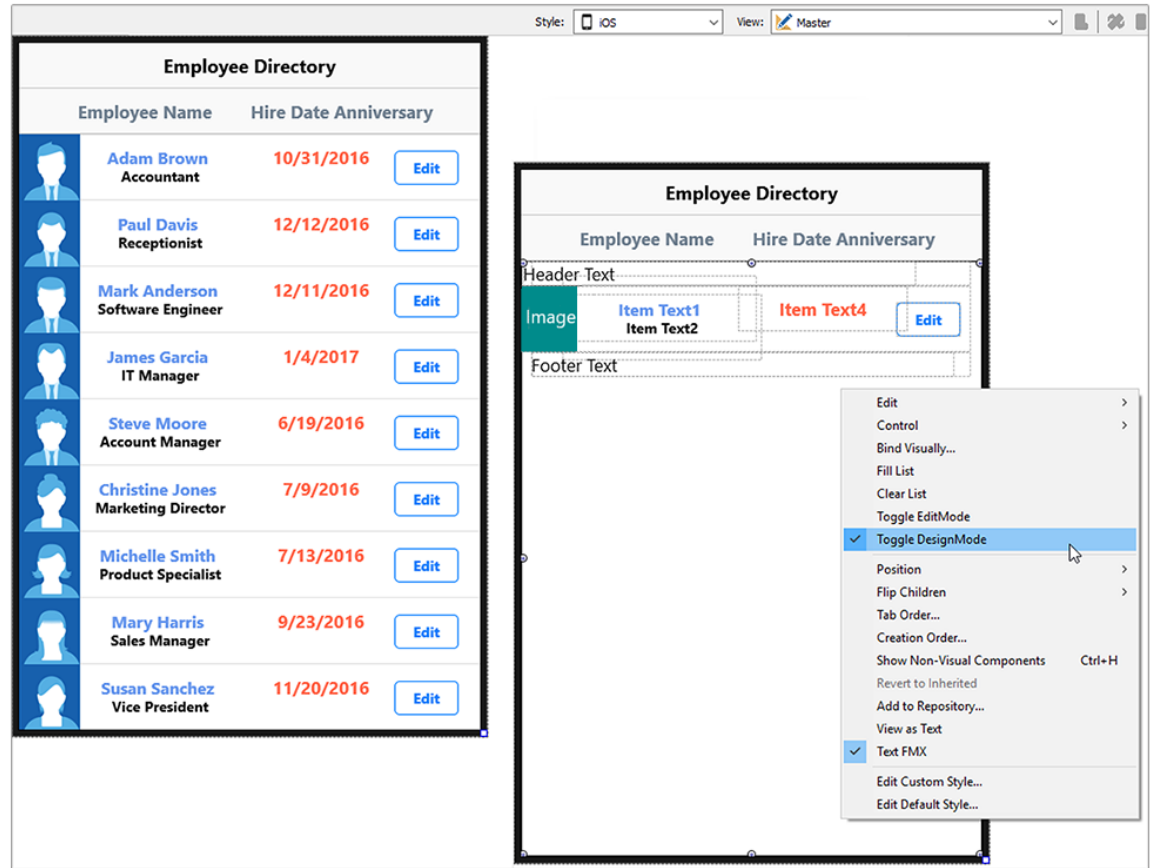 Style: iOS View: Master
Employee Directory
Employee Name Hire Date Anniversary
Adam Brown 10/31/2016 Edit
Accountant
Paul Davis 12/12/2016 Edit
Receptionist
Mark Anderson 12/11/2016 Edit
Software Engineer
James Garcia 1/4/2017 Edit
IT Manager
Steve Moore 6/19/2016 Edit
Account Manager
Christine Jones 7/9/2016 Edit
Marketing Director
Michelle Smith 7/13/2016 Edit
Product Specialist
Mary Harris 9/23/2016 Edit
Sales Manager
Susan Sanchez 11/20/2016 Edit
Vice President
Employee Directory
Employee Name Hire Date Anniversary
Header Text
Image Item Text1 Item Text4 Edit
Item Text2
Footer Text
Edit
Control
Bind Visually...
Fill List
Clear List
Toggle EditMode
Toggle DesignMode
Position
Flip Children
Tab Order...
Creation Order...
Show Non-Visual Components Ctrl+H
Revert to Inherited
Add to Repository...
View as Text
Text FMX
Edit Custom Style...
Edit Default Style...